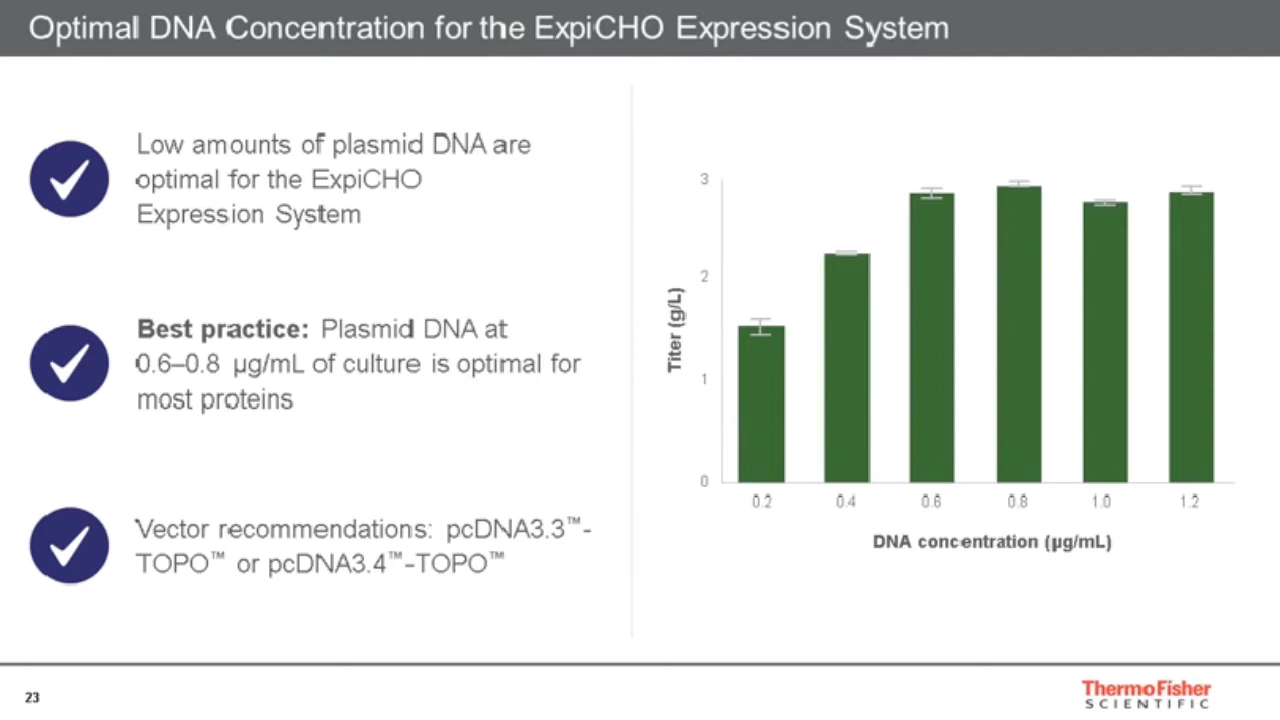 Optimal DNA Concentration for the ExpiCHO Expression System
Low amounts of plasmid DNA are
optimal for the ExpiCHO
Expression System
Best practice: Plasmid DNA at
0.6–0.8 µg/mL of culture is optimal for
most proteins
Vector recommendations: pcDNA3.3™-
TOPO™ or pcDNA3.4™-TOPO™
3
2
1
0
Titer (g/L)
0.2 0.4 0.6 0.8 1.0 1.2
DNA concentration (µg/mL)
23
ThermoFisher
SCIENTIFIC